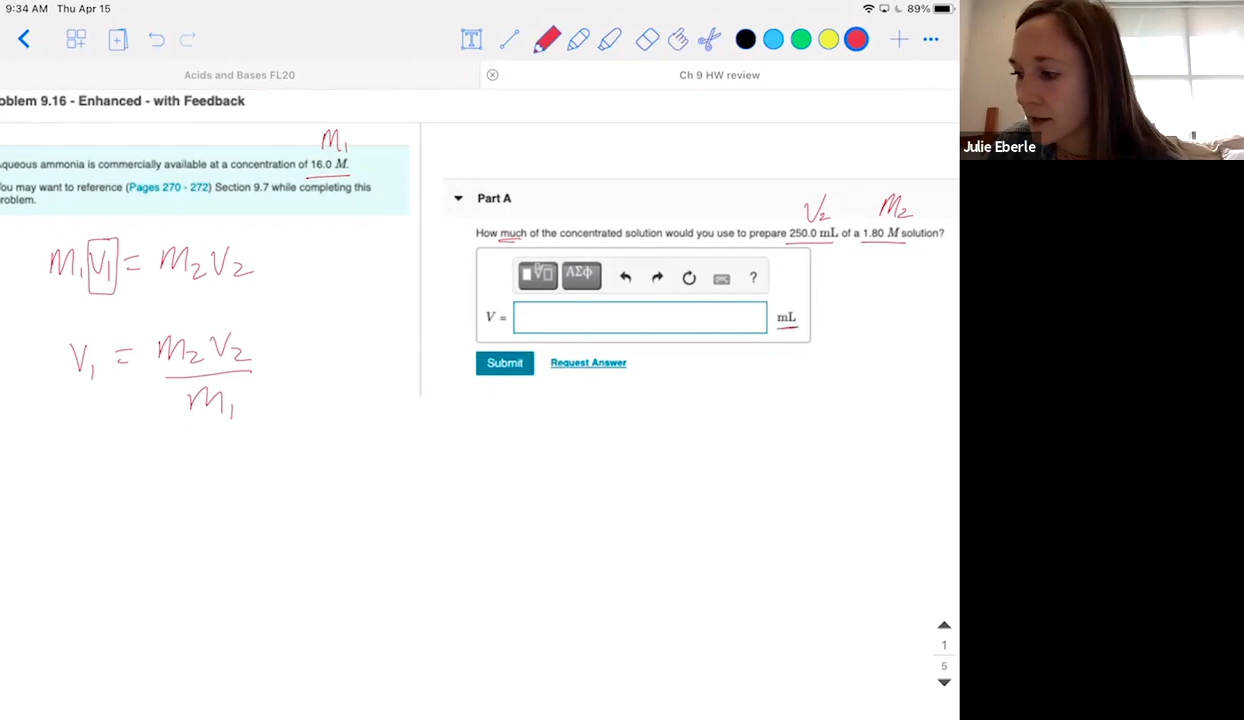 9:34 AM Thu Apr 15
89%
Acids and Bases FL20
Ch 9 HW review
oblem 9.16 - Enhanced - with Feedback
M₁
queous ammonia is commercially available at a concentration of 16.0 M.
ou may want to reference (Pages 270 - 272) Section 9.7 while completing this
roblem.
M₁V₁ = M₂V₂
V₁ = M₂V₂
M₁
Part A
V₂ M₂
How much of the concentrated solution would you use to prepare 250.0 mL of a 1.80 M solution?
ΑΣφ
?
V =
mL
Submit
Request Answer
1
5
Julie Eberle